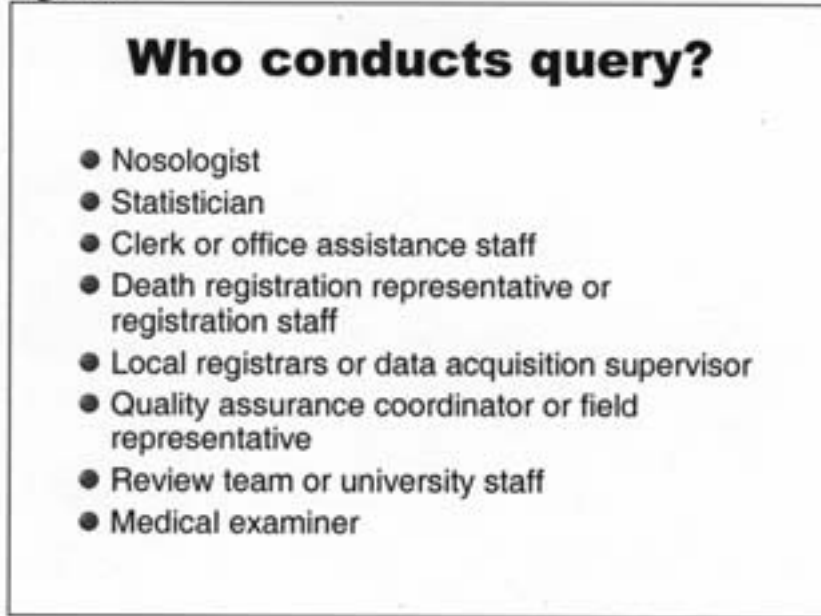 Who conducts query?
● Nosologist
● Statistician
● Clerk or office assistance staff
● Death registration representative or
registration staff
● Local registrars or data acquisition supervisor
● Quality assurance coordinator or field
representative
● Review team or university staff
● Medical examiner